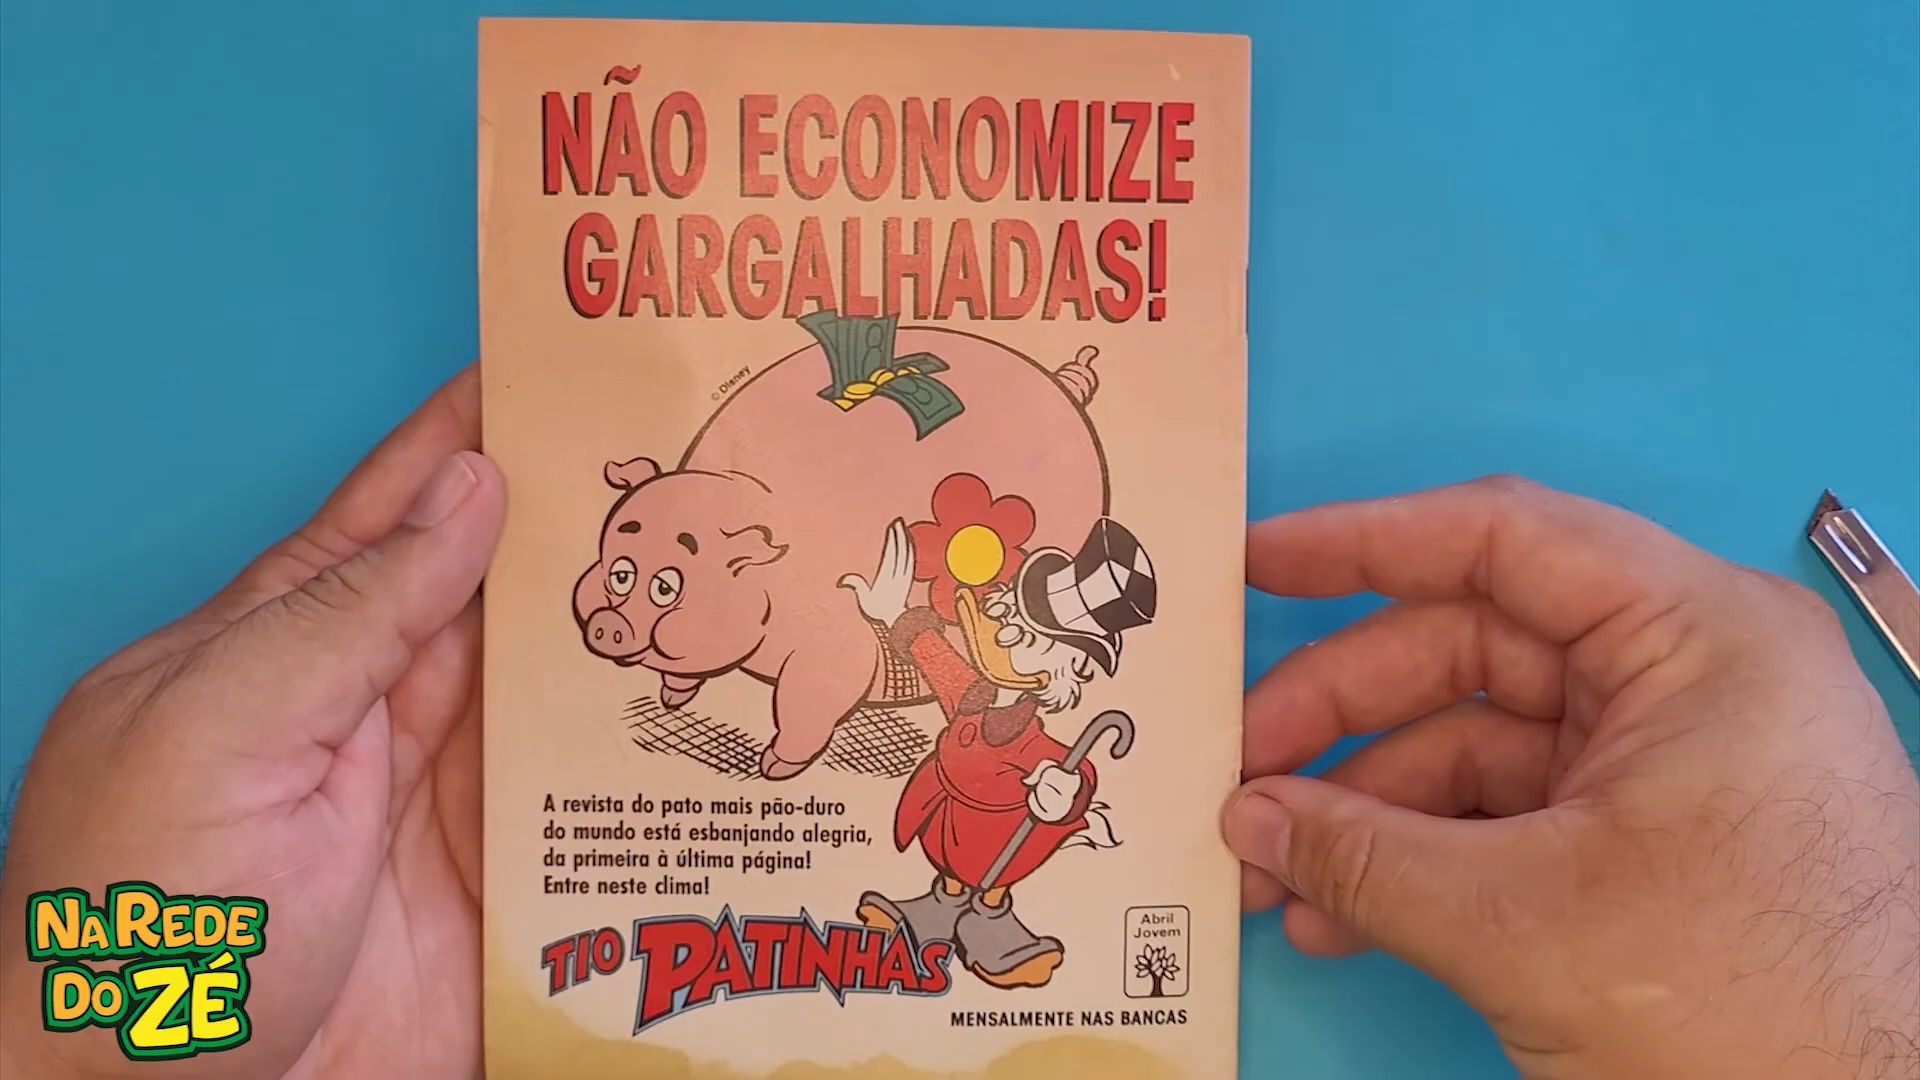 NÃO ECONOMIZE
GARGALHADAS!
© Disney
A revista do pato mais pão-duro
do mundo está esbanjando alegria,
da primeira à última página!
Entre neste clima!
TIO PATINHAS
Abril
Jovem
MENSALMENTE NAS BANCAS
NA REDE
DO ZÉ